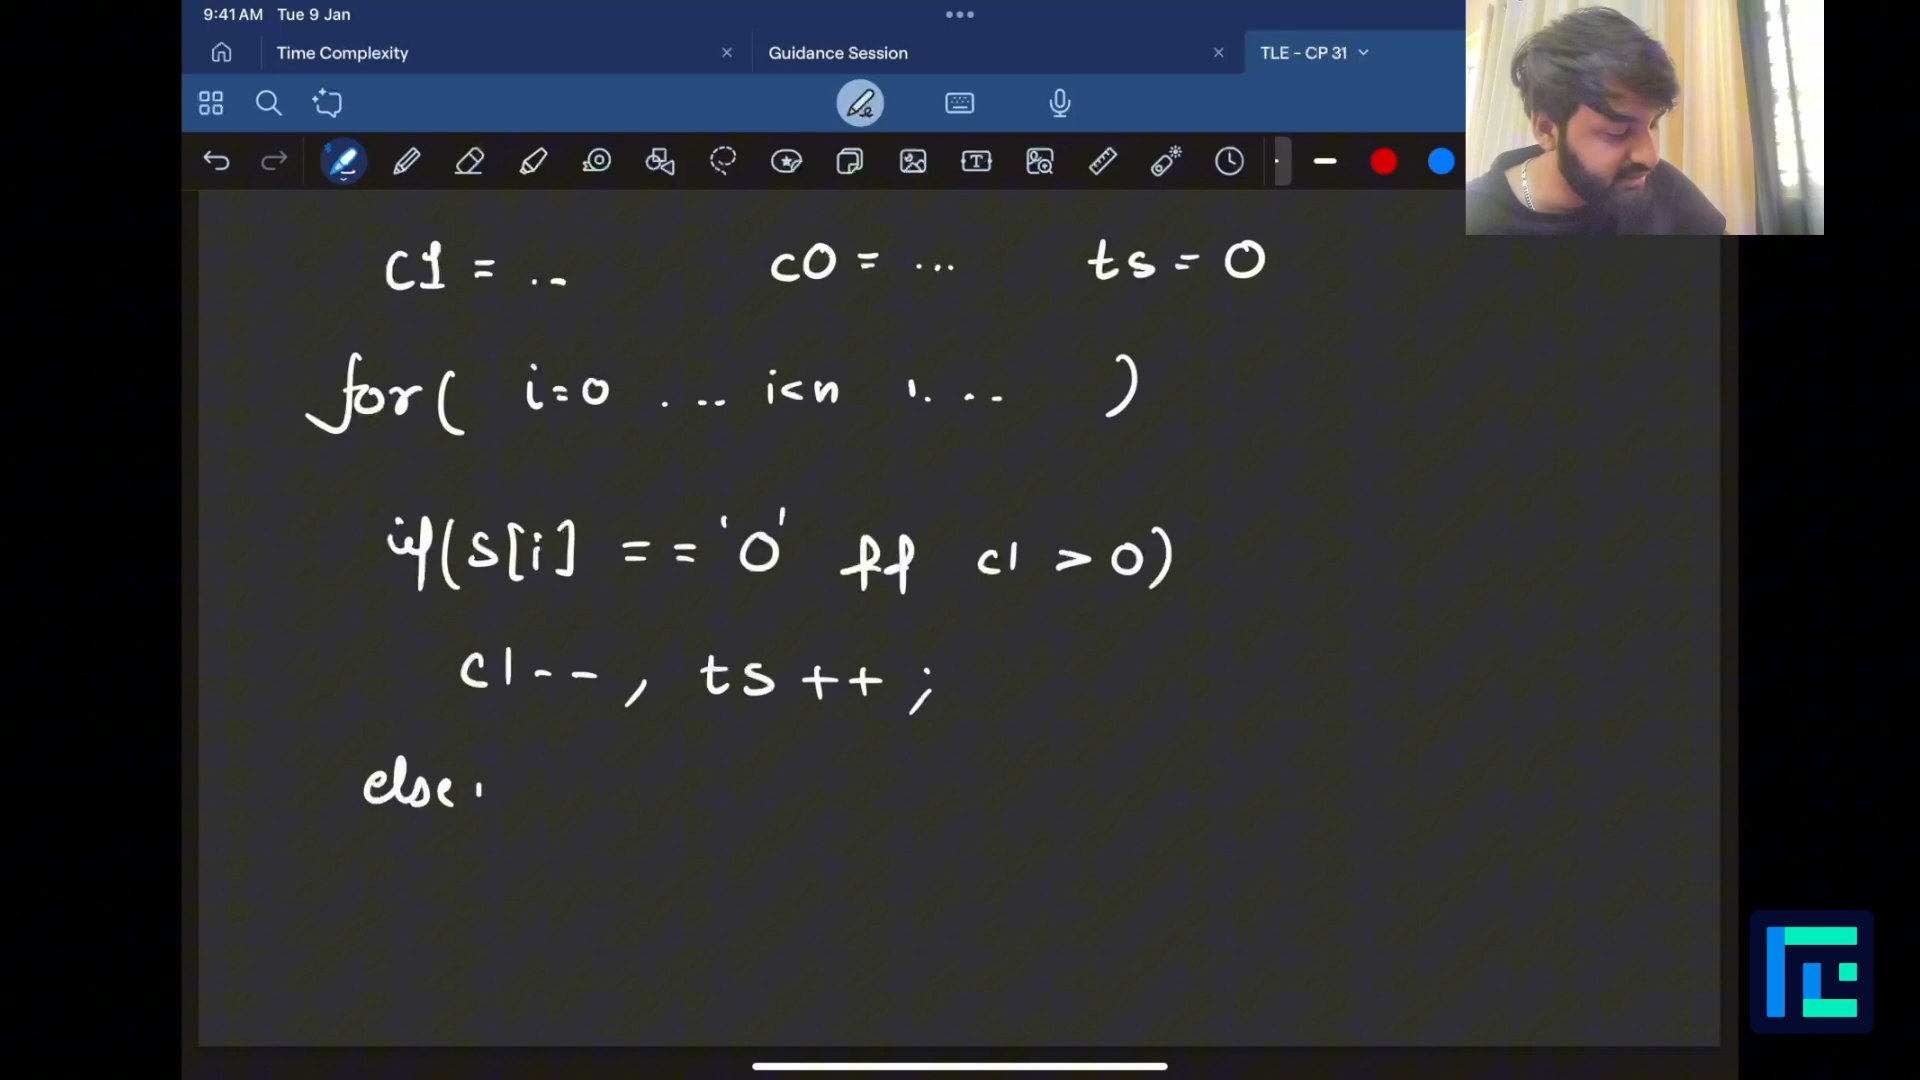 9:41 AM Tue 9 Jan
Time Complexity
Guidance Session
TLE - CP 31
C1 = ..
c0 = ...
ts = 0
for( i=0 ... i<n ... )
if(s[i] == '0' && c1 > 0)
c1-- , ts ++ ;
else